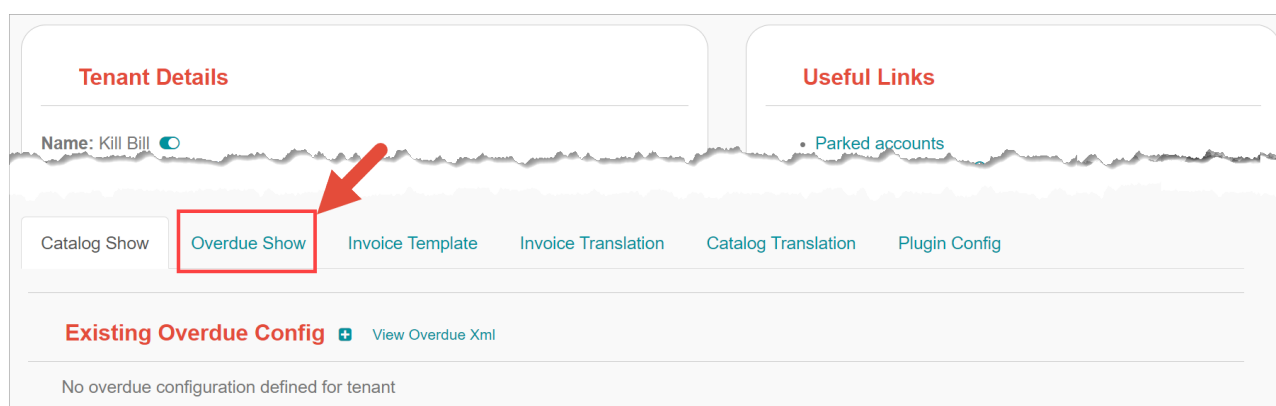 Tenant Details
Useful Links
Name: Kill Bill
• Parked accounts
Catalog Show Overdue Show Invoice Template Invoice Translation Catalog Translation Plugin Config
Existing Overdue Config View Overdue Xml
No overdue configuration defined for tenant